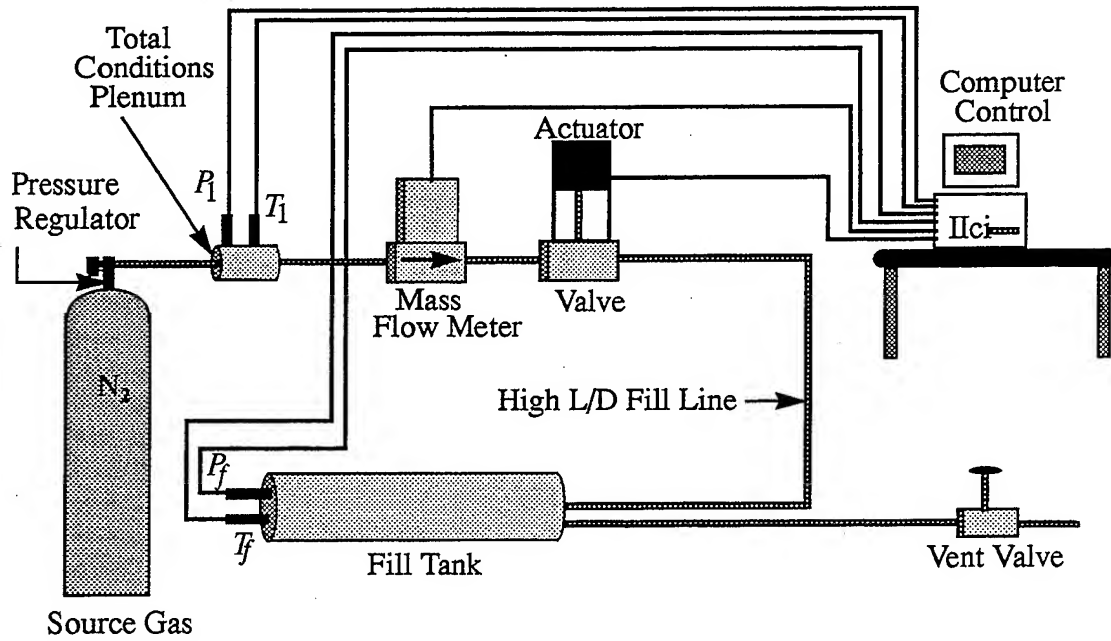 Total
Conditions
Plenum
Computer
Control
Actuator
Pressure
Regulator
P1
T1
IIci
Mass
Flow Meter
Valve
N2
High L/D Fill Line
Pf
Tf
Fill Tank
Vent Valve
Source Gas